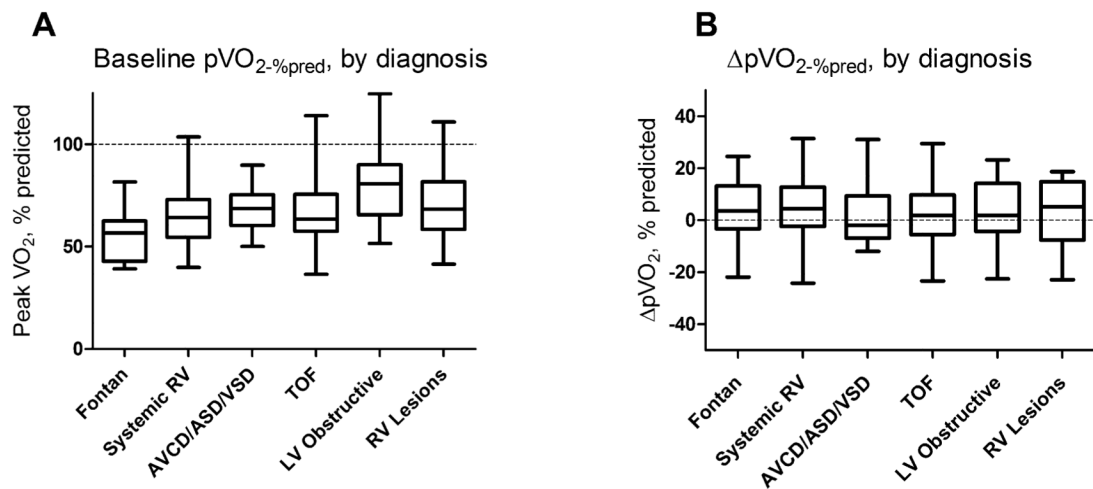 A
Baseline pVO2-%pred, by diagnosis
Peak VO2, % predicted
100
50
0
Fontan
Systemic RV
AVCD/ASD/VSD
TOF
LV Obstructive
RV Lesions
B
ΔpVO2-%pred, by diagnosis
ΔpVO2, % predicted
40
20
0
-20
-40
Fontan
Systemic RV
AVCD/ASD/VSD
TOF
LV Obstructive
RV Lesions